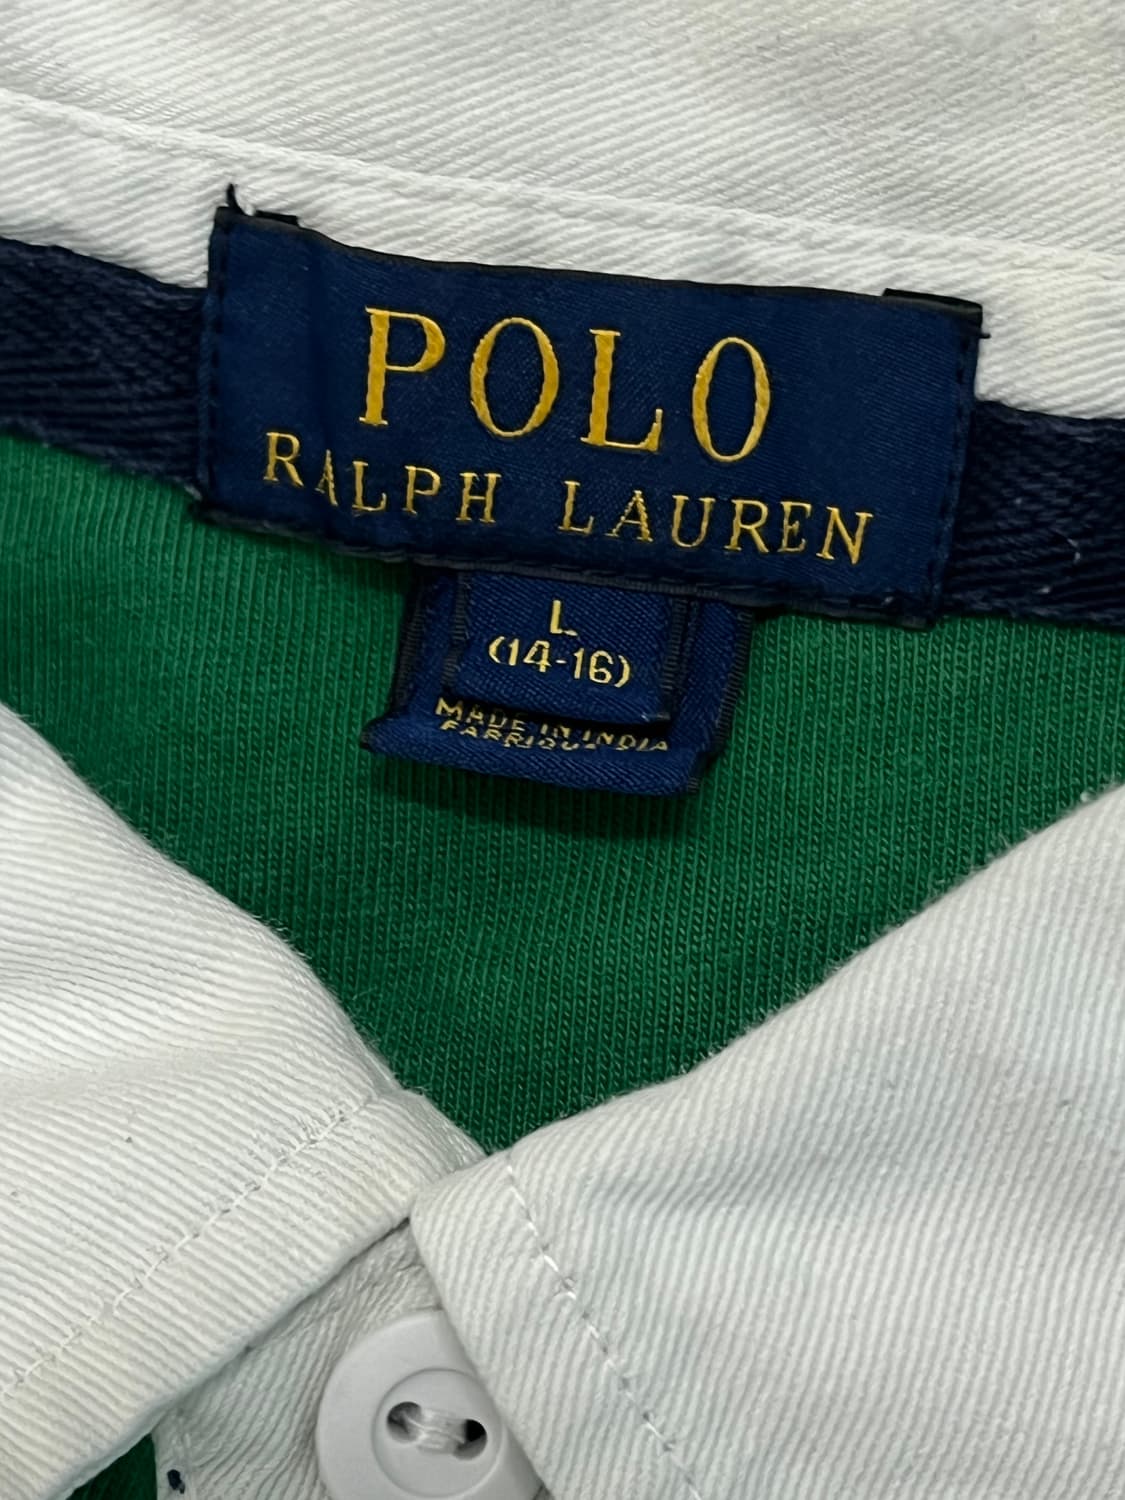 POLO
RALPH LAUREN
L
(14-16)
MADE IN INDIA